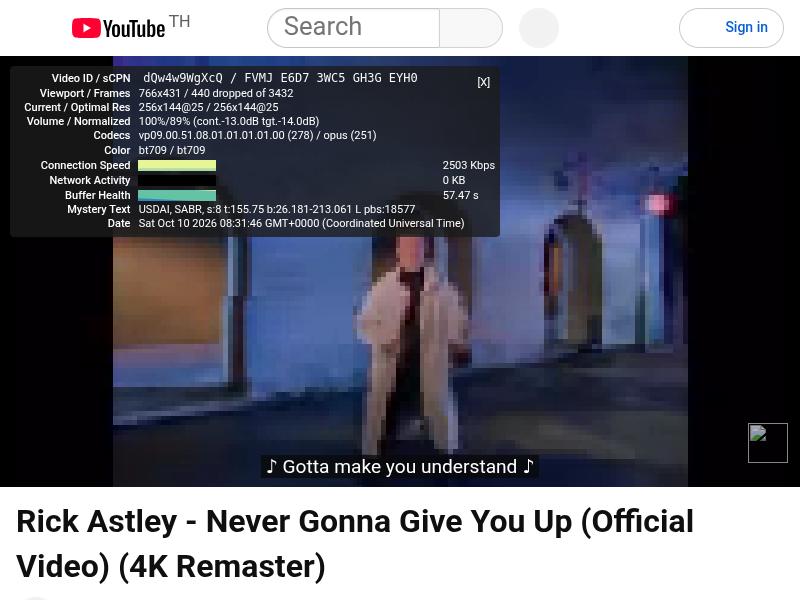 YouTube TH
Search
Sign in
Video ID / sCPN dQw4w9WgXcQ / FVMJ E6D7 3WC5 GH3G EYH0
[X]
Viewport / Frames 766x431 / 440 dropped of 3432
Current / Optimal Res 256x144@25 / 256x144@25
Volume / Normalized 100%/89% (cont.-13.0dB tgt.-14.0dB)
Codecs vp09.00.51.08.01.01.01.01.00 (278) / opus (251)
Color bt709 / bt709
Connection Speed 2503 Kbps
Network Activity 0 KB
Buffer Health 57.47 s
Mystery Text USDAI, SABR, s:8 t:155.75 b:26.181-213.061 L pbs:18577
Date Sat Oct 10 2026 08:31:46 GMT+0000 (Coordinated Universal Time)
♪ Gotta make you understand ♪
Rick Astley - Never Gonna Give You Up (Official
Video) (4K Remaster)